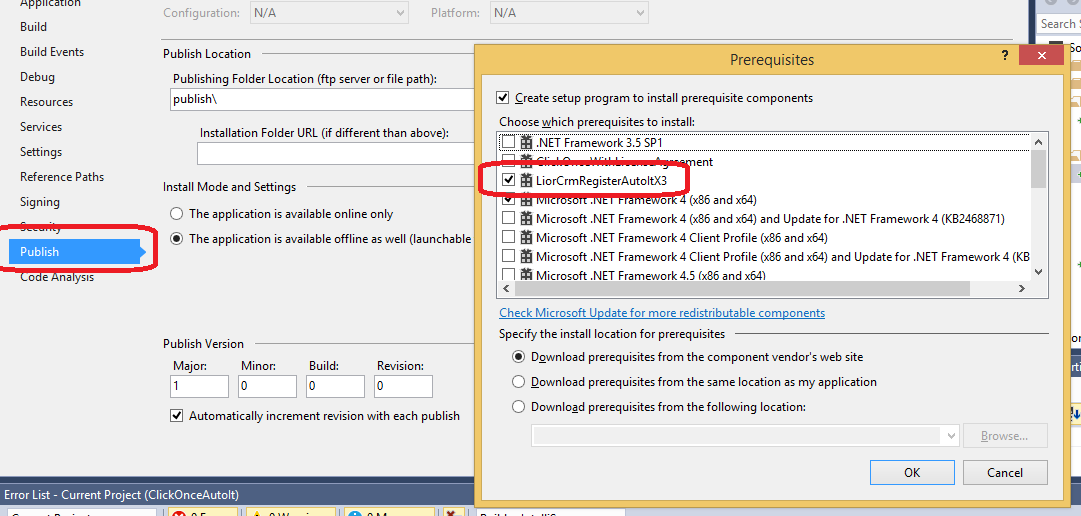 Application
Configuration: N/A Platform: N/A
Build
Build Events
Debug
Resources
Services
Settings
Reference Paths
Signing
Security
Publish
Code Analysis
Publish Location
Publishing Folder Location (ftp server or file path):
publish\
Installation Folder URL (if different than above):
Install Mode and Settings
The application is available online only
The application is available offline as well (launchable
Publish Version
Major: Minor: Build: Revision:
1 0 0 0
Automatically increment revision with each publish
Prerequisites
? x
Create setup program to install prerequisite components
Choose which prerequisites to install:
.NET Framework 3.5 SP1
ClickOnceWithLicenseAgreement
LiorCrmRegisterAutoItX3
Microsoft .NET Framework 4 (x86 and x64)
Microsoft .NET Framework 4 (x86 and x64) and Update for .NET Framework 4 (KB2468871)
Microsoft .NET Framework 4 Client Profile (x86 and x64)
Microsoft .NET Framework 4 Client Profile (x86 and x64) and Update for .NET Framework 4 (KB
Microsoft .NET Framework 4.5 (x86 and x64)
Check Microsoft Update for more redistributable components
Specify the install location for prerequisites
Download prerequisites from the component vendor's web site
Download prerequisites from the same location as my application
Download prerequisites from the following location:
Browse...
OK Cancel
Search S
So
Error List - Current Project (ClickOnceAutoIt)